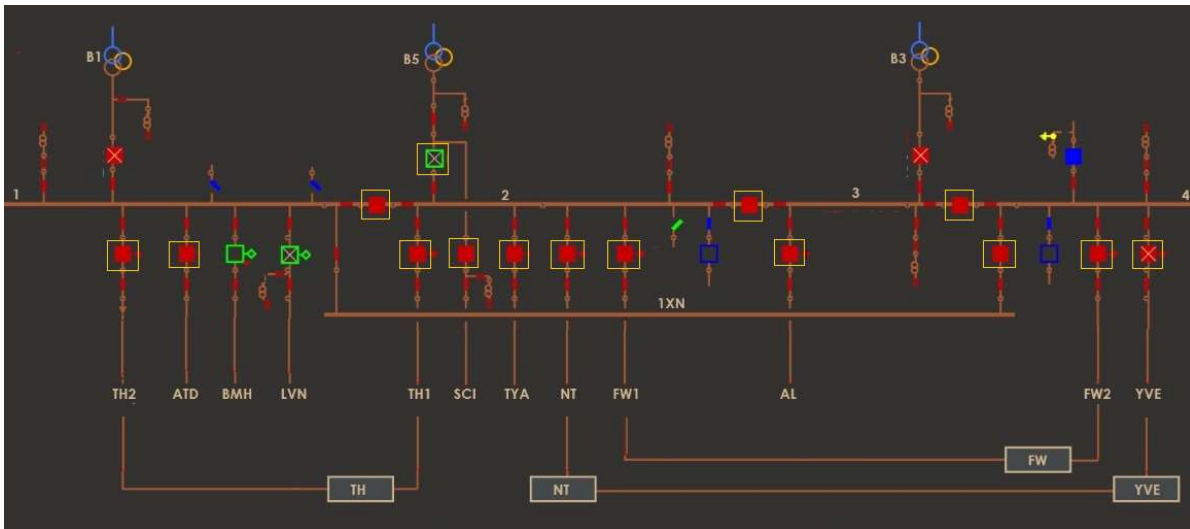 B1 B5 B3
1 2 3 4
1XN
TH2 ATD BMH LVN TH1 SCI TYA NT FW1 AL FW2 YVE
FW
TH NT YVE